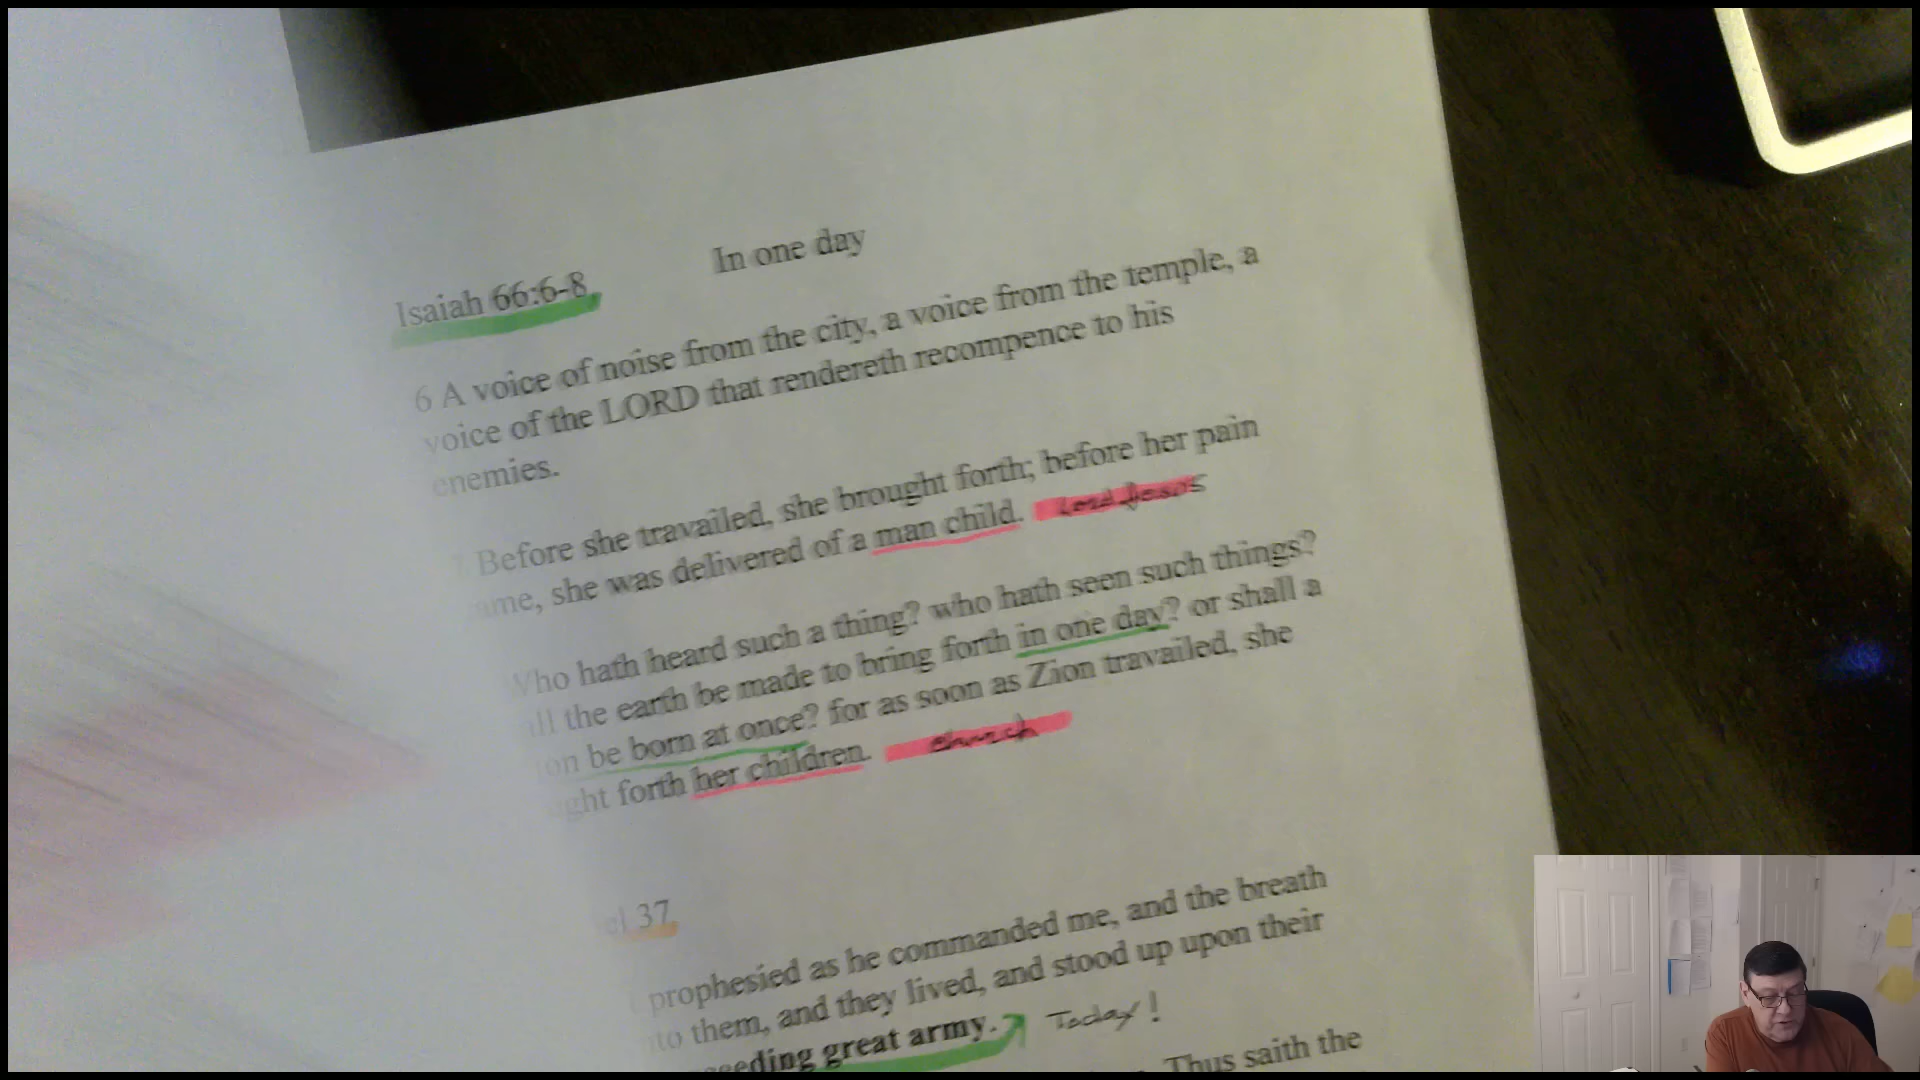 In one day
Isaiah 66:6-8
6 A voice of noise from the city, a voice from the temple, a
voice of the LORD that rendereth recompence to his
enemies.
Before she travailed, she brought forth; before her pain
ame, she was delivered of a man child. Lord Jesus
Who hath heard such a thing? who hath seen such things?
all the earth be made to bring forth in one day? or shall a
ion be born at once? for as soon as Zion travailed, she
ght forth her children. church
el 37
prophesied as he commanded me, and the breath
to them, and they lived, and stood up upon their
eeding great army. Today!
Thus saith the